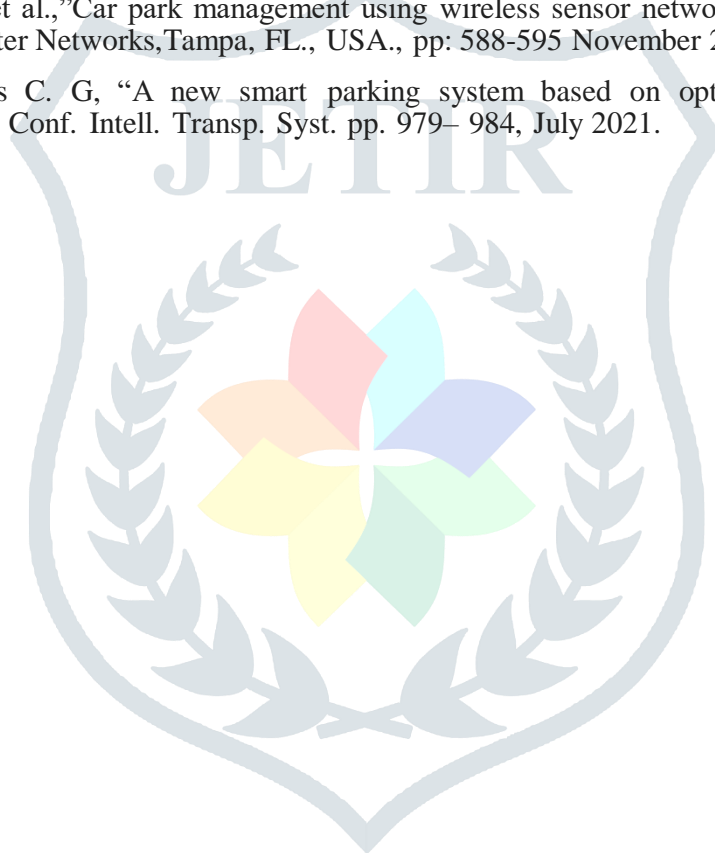 et al.,”Car park management using wireless sensor netwo
ter Networks,Tampa, FL., USA., pp: 588-595 November 2
s C. G, “A new smart parking system based on opt
Conf. Intell. Transp. Syst. pp. 979– 984, July 2021.
JETIR